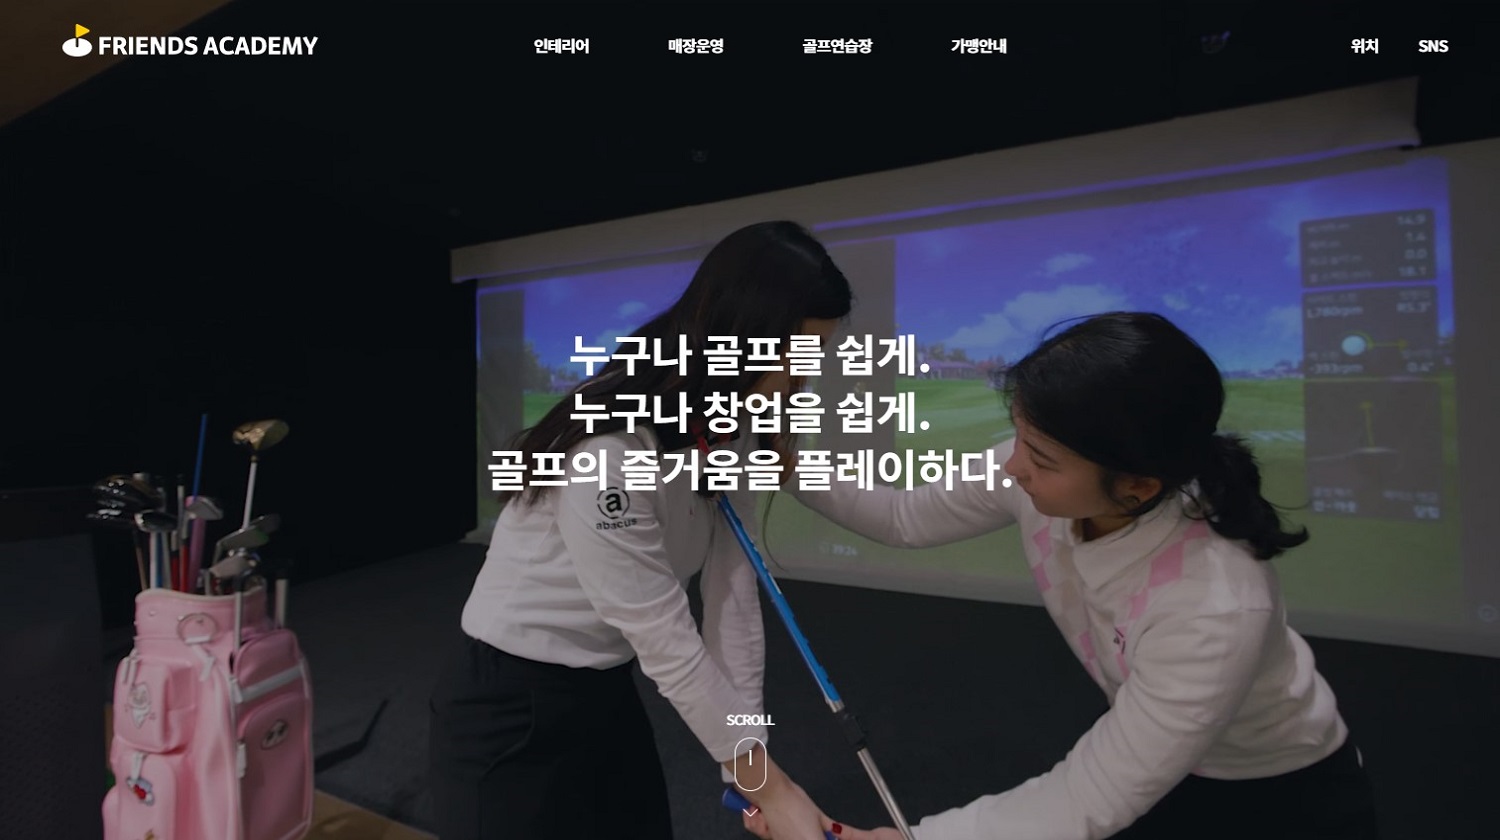 FRIENDS ACADEMY
인테리어
매장운영
골프연습장
가맹안내
위치
SNS
누구나 골프를 쉽게.
누구나 창업을 쉽게.
골프의 즐거움을 플레이하다.
a
abacus
SCROLL